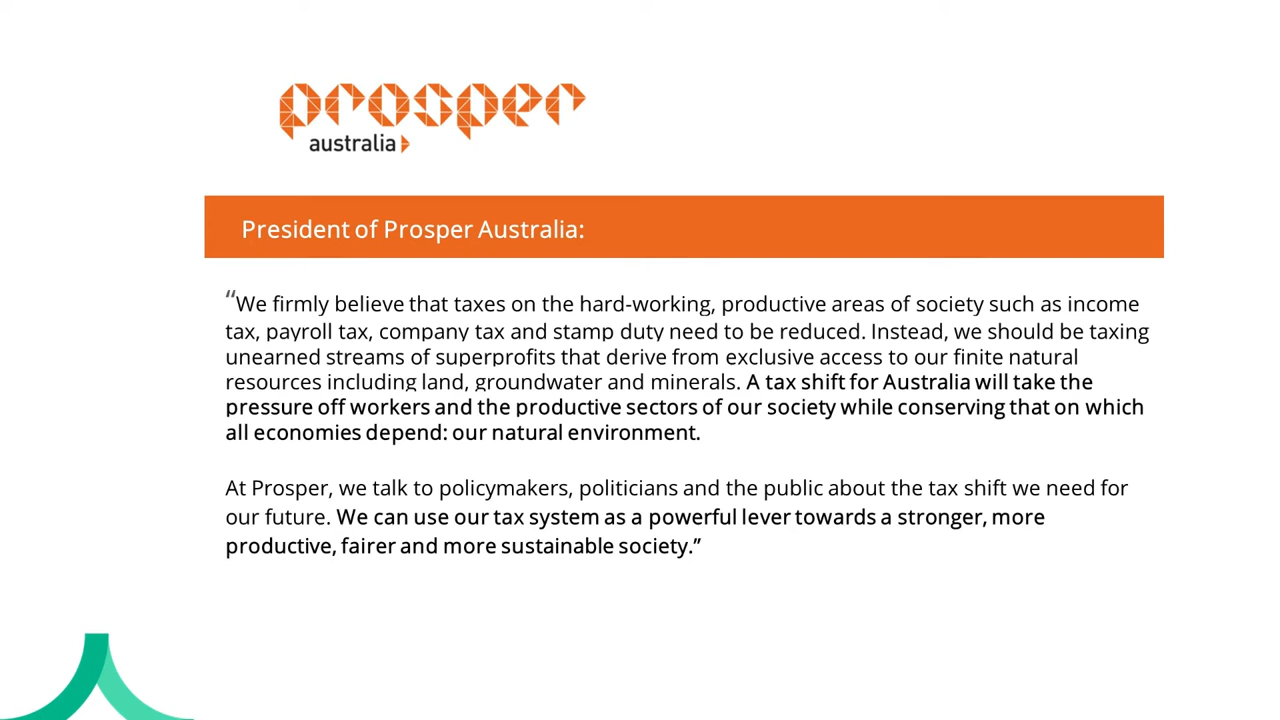 prosper
australia
President of Prosper Australia:
“We firmly believe that taxes on the hard-working, productive areas of society such as income
tax, payroll tax, company tax and stamp duty need to be reduced. Instead, we should be taxing
unearned streams of superprofits that derive from exclusive access to our finite natural
resources including land, groundwater and minerals. A tax shift for Australia will take the
pressure off workers and the productive sectors of our society while conserving that on which
all economies depend: our natural environment.
At Prosper, we talk to policymakers, politicians and the public about the tax shift we need for
our future. We can use our tax system as a powerful lever towards a stronger, more
productive, fairer and more sustainable society.”